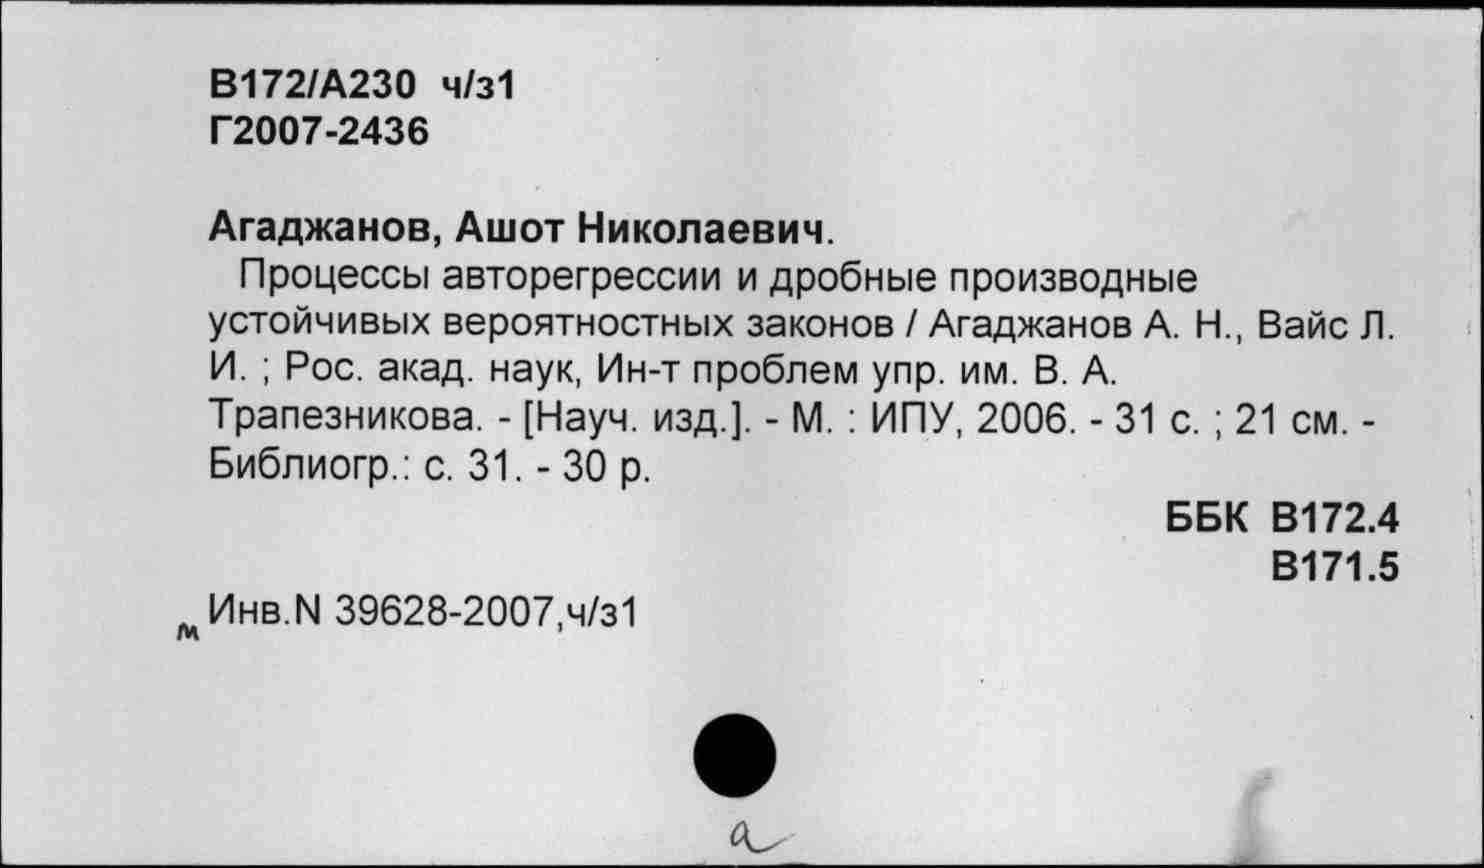 В172/А230 ч/з1
Г2007-2436
Агаджанов, Ашот Николаевич.
Процессы авторегрессии и дробные производные
устойчивых вероятностных законов / Агаджанов А. Н., Вайс Л.
И. ; Рос. акад. наук, Ин-т проблем упр. им. В. А.
Трапезникова. - [Науч. изд.]. - М. : ИПУ, 2006. - 31 с. ; 21 см. -
Библиогр.: с. 31. - 30 р.
ББК В172.4
В171.5
м Инв.N 39628-2007,ч/з1
а